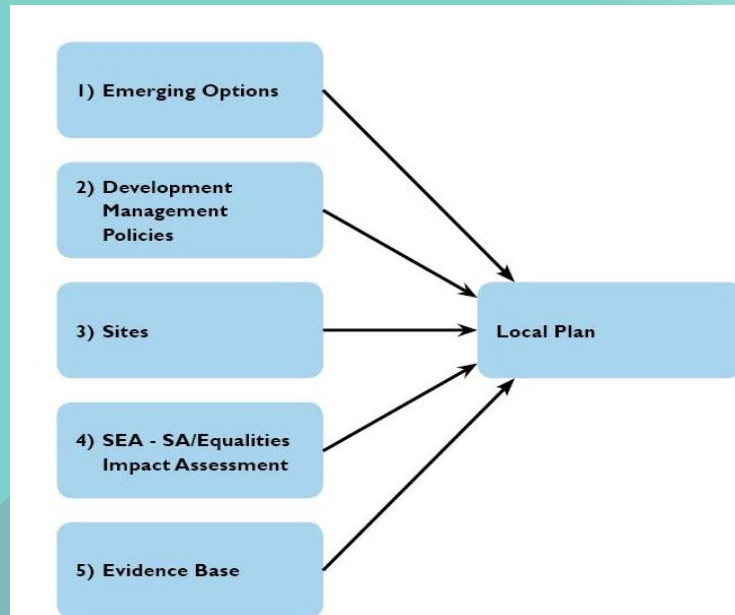 1) Emerging Options
2) Development
Management
Policies
3) Sites
Local Plan
4) SEA - SA/Equalities
Impact Assessment
5) Evidence Base